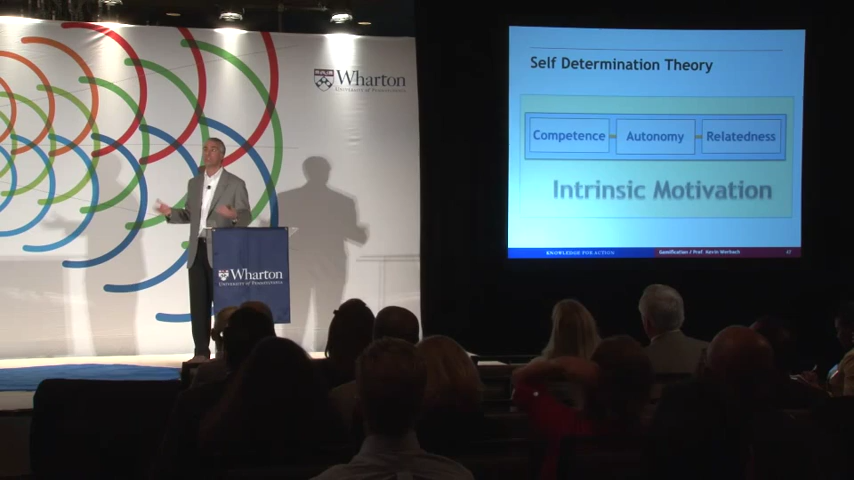 Wharton
University of Pennsylvania
Wharton
University of Pennsylvania
Self Determination Theory
Competence
Autonomy
Relatedness
Intrinsic Motivation
KNOWLEDGE FOR ACTION
Gamification / Prof. Kevin Werbach